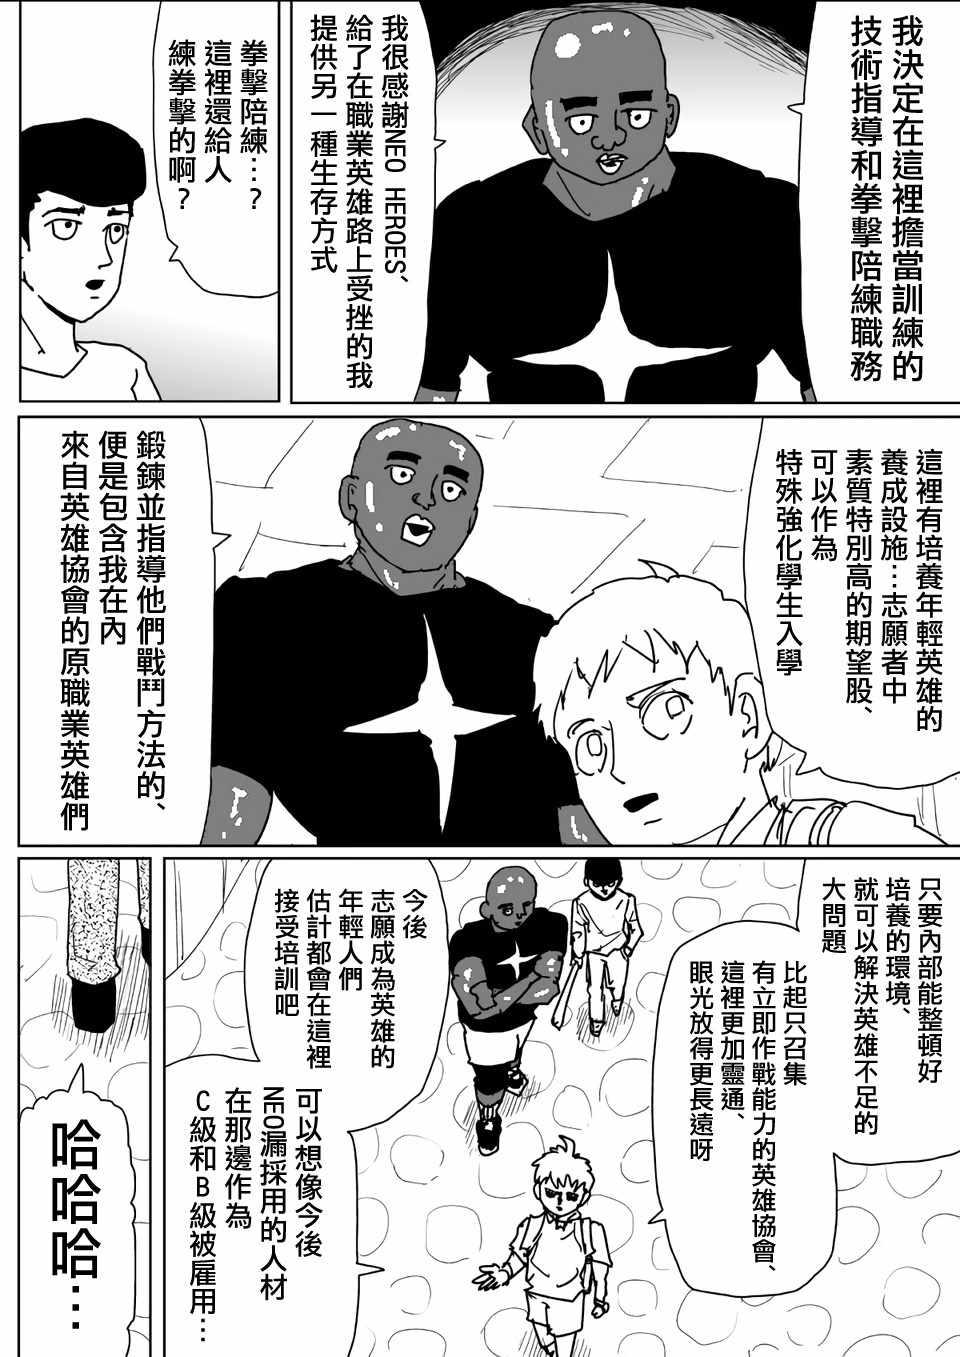 我決定在這裡擔當訓練的
技術指導和拳擊陪練職務
我很感謝NEO HEROES、
給了在職業英雄路上受挫的我
提供另一種生存方式
拳擊陪練…?
這裡還給人
練拳擊的啊?
這裡有培養年輕英雄的
養成設施…志願者中
素質特別高的期望股、
可以作為
特殊強化學生入學
鍛鍊並指導他們戰鬥方法的、
便是包含我在內
來自英雄協會的原職業英雄們
只要內部能整頓好
培養的環境、
就可以解決英雄不足的
大問題
比起只召集
有立即作戰能力的英雄協會、
這裡更加靈通、
眼光放得更長遠呀
今後
志願成為英雄的
年輕人們
估計都會在這裡
接受培訓吧
可以想像今後
NEO漏採用的人材
在那邊作為
C級和B級被雇用…
哈哈哈…